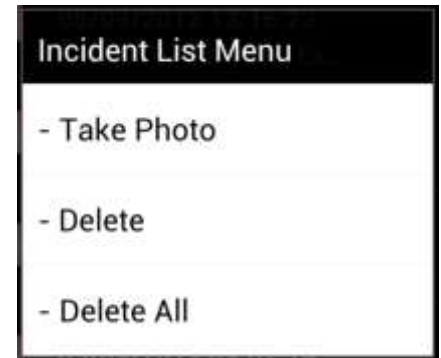 Incident List Menu
- Take Photo
- Delete
- Delete All